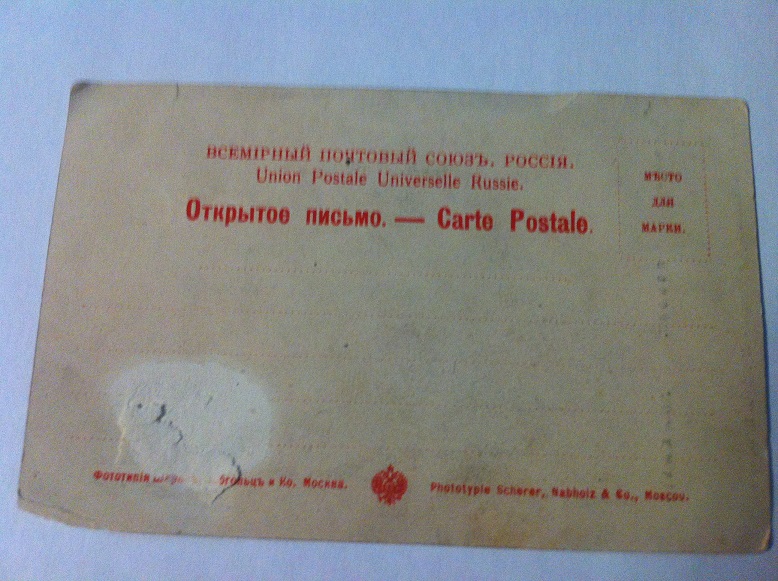 ВСЕМІРНЫЙ ПОЧТОВЫЙ СОЮЗЪ. РОССІЯ.
Union Postale Universelle Russie.
Открытое письмо. — Carte Postale.
МѢСТО
ДЛЯ
МАРКИ.
Фототипія и Ко. Москва.
Phototypie Scherer, Nabholz & Co., Moscou.